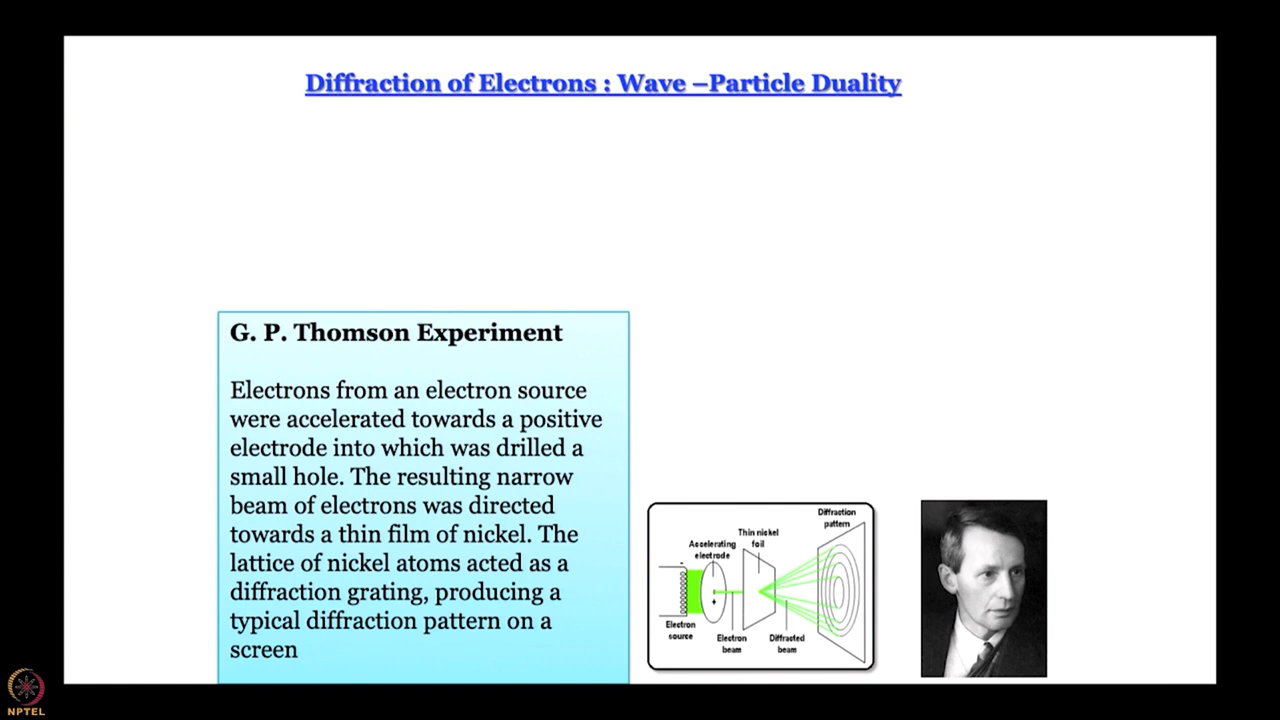 Diffraction of Electrons : Wave –Particle Duality
G. P. Thomson Experiment
Electrons from an electron source
were accelerated towards a positive
electrode into which was drilled a
small hole. The resulting narrow
beam of electrons was directed
towards a thin film of nickel. The
lattice of nickel atoms acted as a
diffraction grating, producing a
typical diffraction pattern on a
screen
Diffraction
pattern
Thin nickel
foil
Accelerating
electrode
Electron
source
Electron
beam
Diffracted
beam
NPTEL